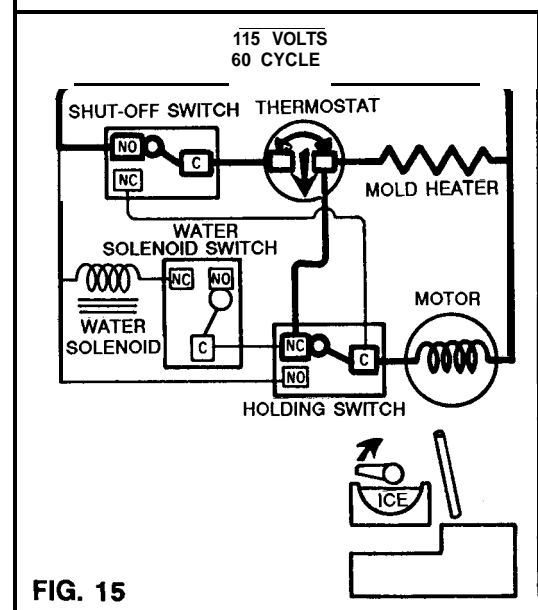 115 VOLTS
60 CYCLE
SHUT-OFF SWITCH
THERMOSTAT
NO
C
NC
MOLD HEATER
WATER
SOLENOID SWITCH
NC
NO
C
WATER
SOLENOID
MOTOR
NC
C
NO
HOLDING SWITCH
ICE
FIG. 15